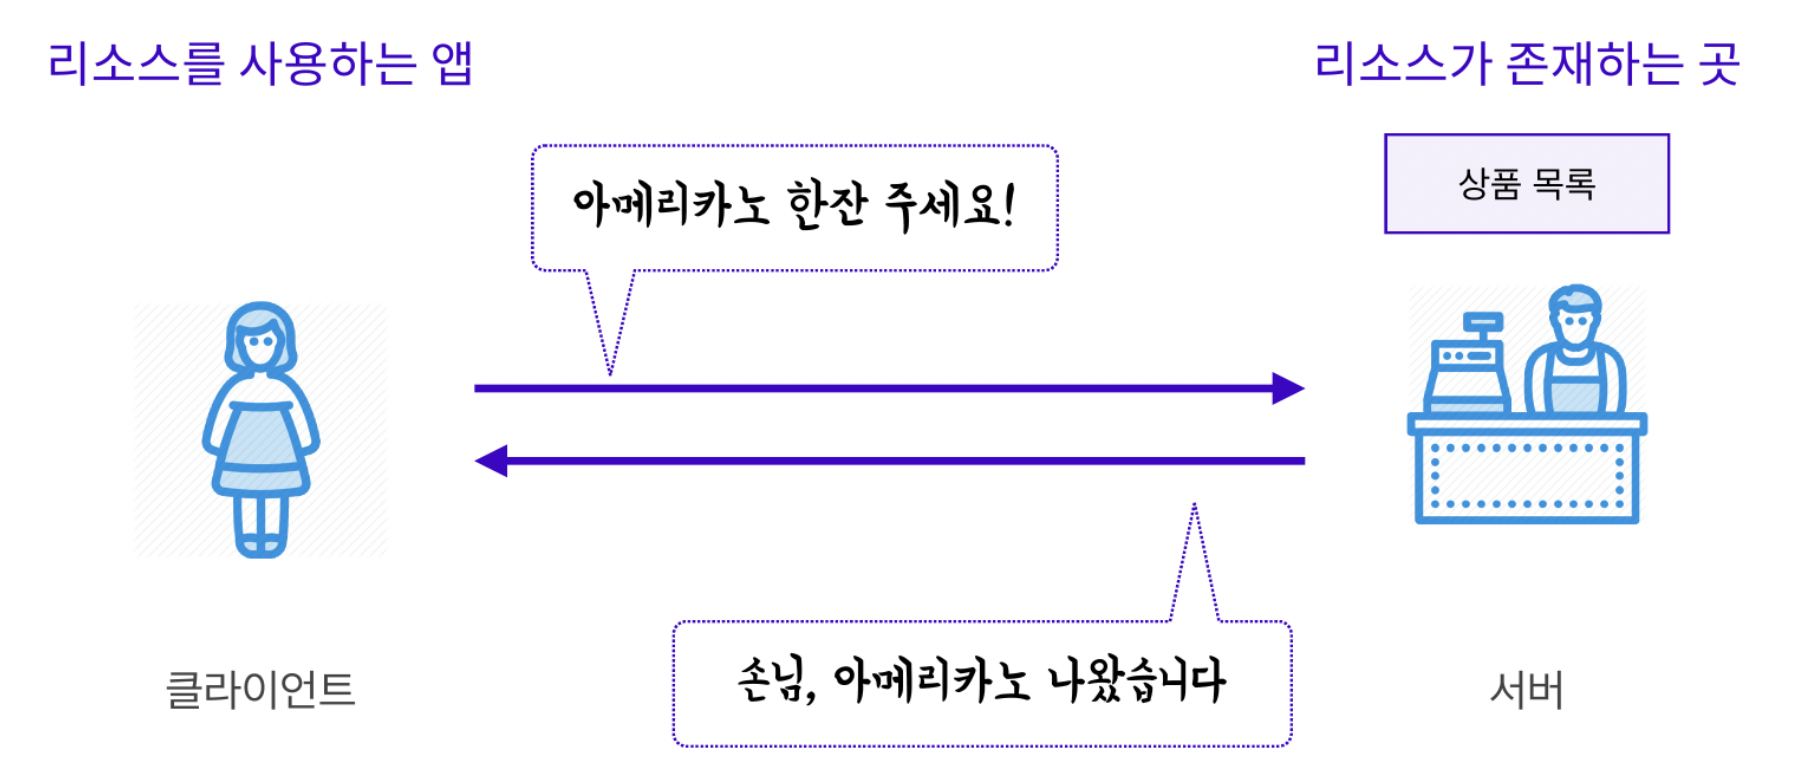 리소스를 사용하는 앱
리소스가 존재하는 곳
상품 목록
아메리카노 한잔 주세요!
손님, 아메리카노 나왔습니다
클라이언트
서버